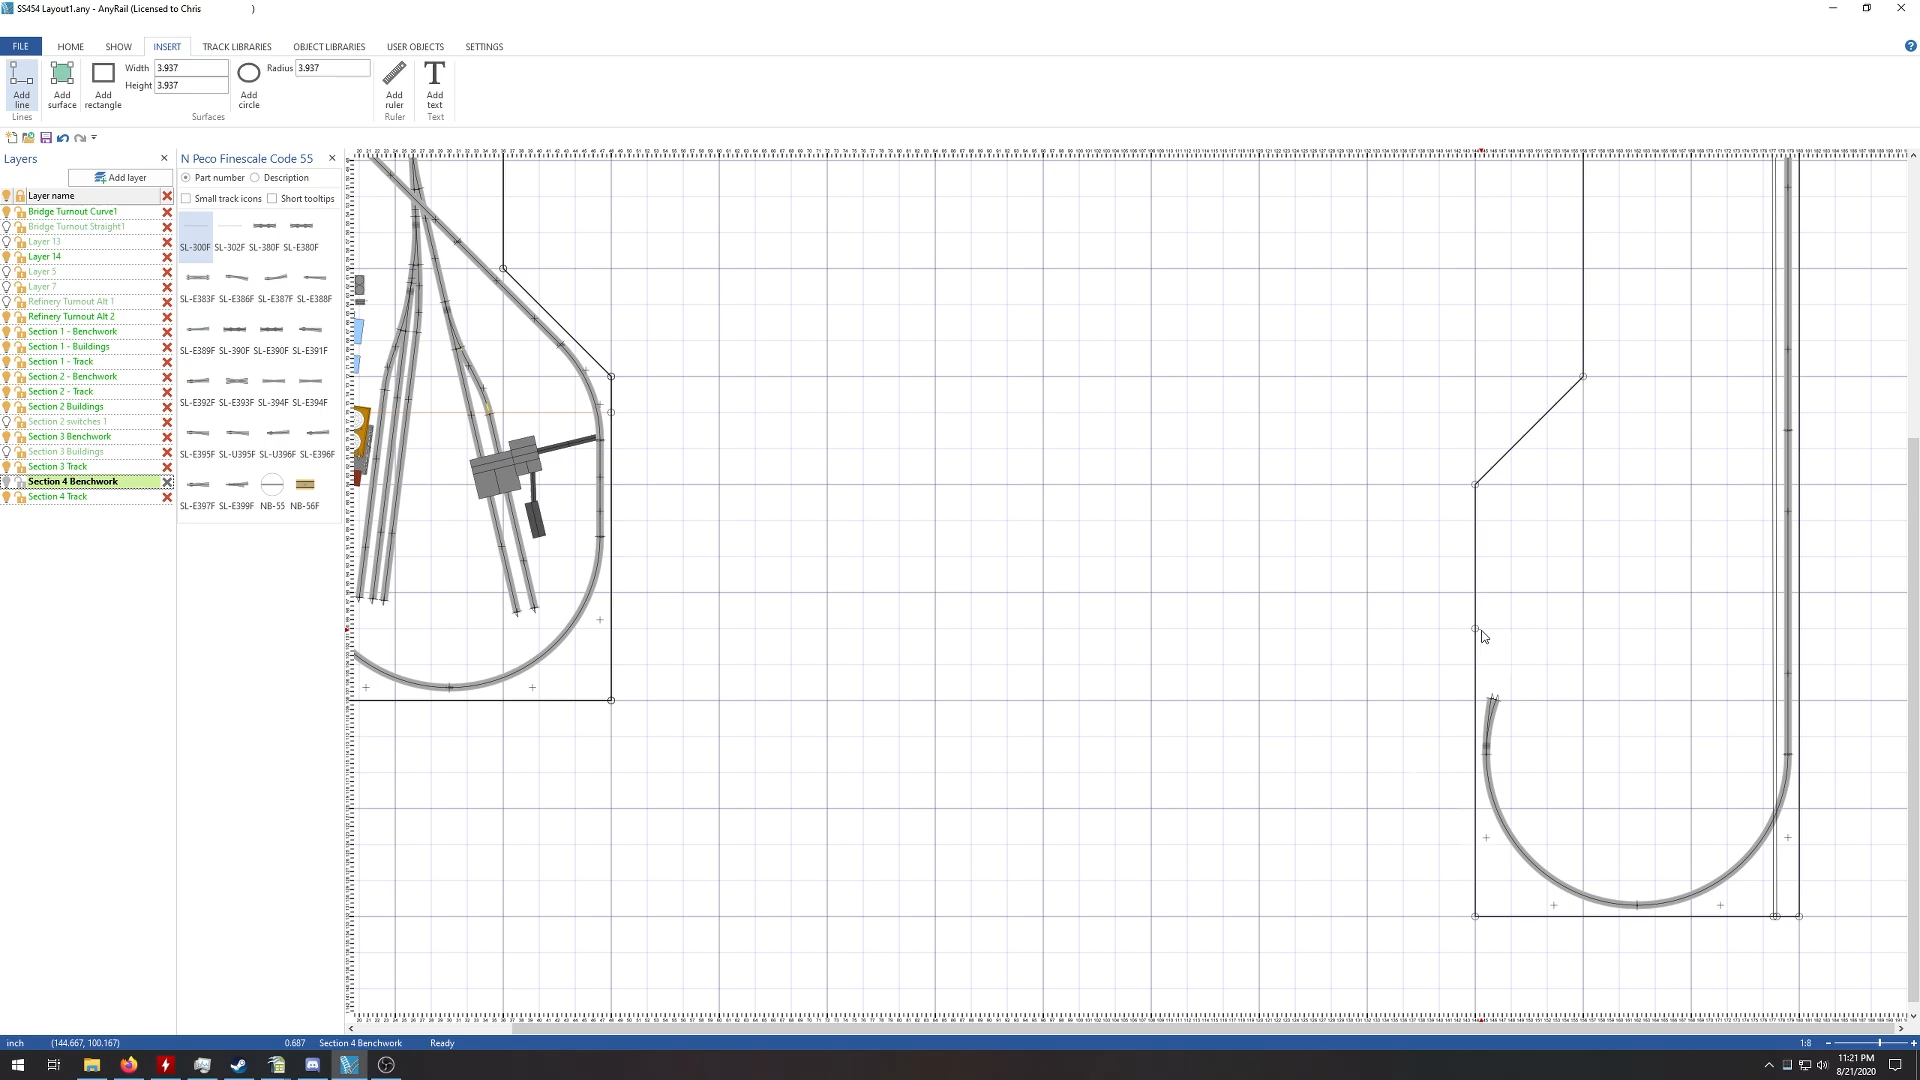 SS454 Layout1.any - AnyRail (Licensed to Chris )
FILE HOME SHOW INSERT TRACK LIBRARIES OBJECT LIBRARIES USER OBJECTS SETTINGS
Add line
Add surface
Add rectangle
Width 3.937
Height 3.937
Add circle
Radius 3.937
Add ruler
Add text
Lines Surfaces Ruler Text
Layers
Add layer
Layer name
Bridge Turnout Curve1
Bridge Turnout Straight1
Layer 13
Layer 14
Layer 5
Layer 7
Refinery Turnout Alt 1
Refinery Turnout Alt 2
Section 1 - Benchwork
Section 1 - Buildings
Section 1 - Track
Section 2 - Benchwork
Section 2 - Track
Section 2 Buildings
Section 2 switches 1
Section 3 Benchwork
Section 3 Buildings
Section 3 Track
Section 4 Benchwork
Section 4 Track
N Peco Finescale Code 55
Part number Description
Small track icons Short tooltips
SL-300F SL-302F SL-380F SL-E380F
SL-E383F SL-E386F SL-E387F SL-E388F
SL-E389F SL-390F SL-E390F SL-E391F
SL-E392F SL-E393F SL-394F SL-E394F
SL-E395F SL-U395F SL-U396F SL-E396F
SL-E397F SL-E399F NB-55 NB-56F
inch (144.667, 100.167) 0.687 Section 4 Benchwork Ready 1:8
11:21 PM
8/21/2020